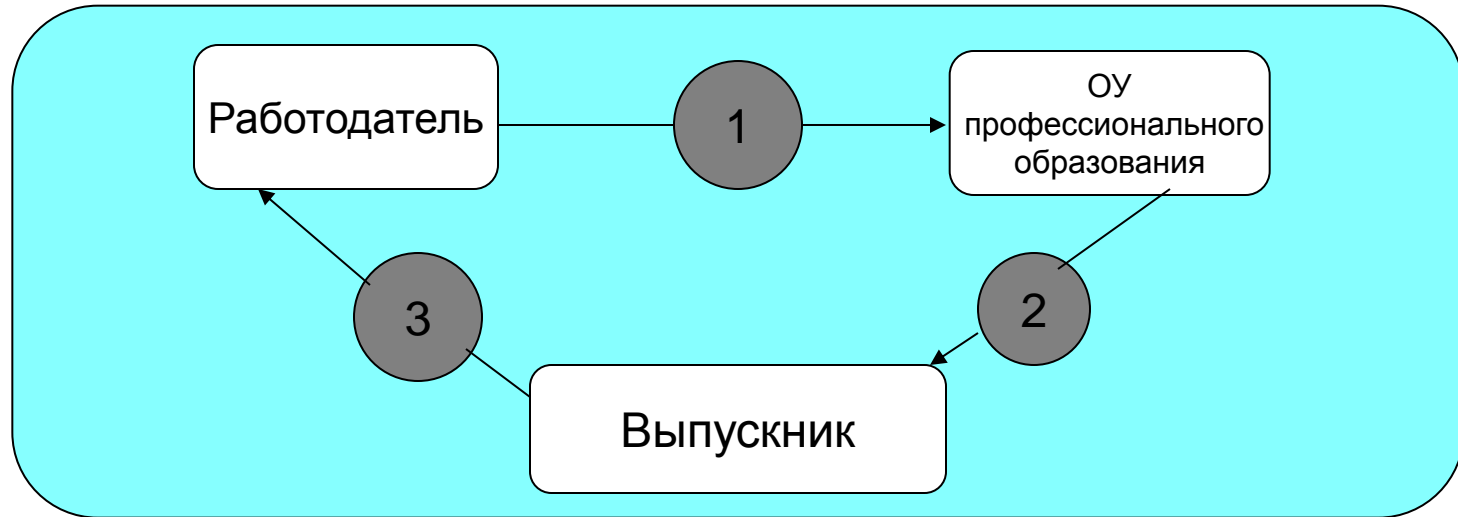 Работодатель
1
ОУ
профессионального
образования
3
2
Выпускник